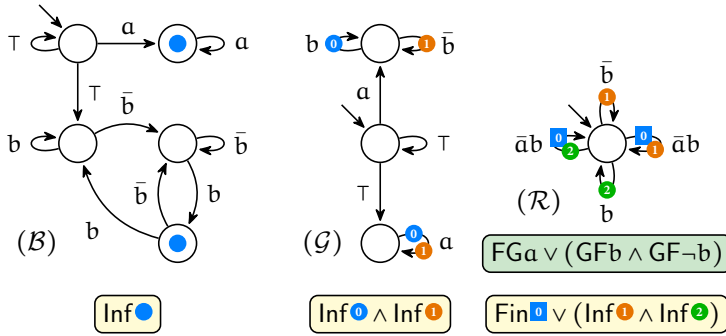 ⊤ a a
⊤ b̄
b b̄
b̄ b
b
(ℬ)
Inf
b 0 1 b̄
a
⊤
⊤
0
1 a
(𝒢)
Inf 0 ∧ Inf 1
b̄
1
0 0
āb 2 1 āb
2
b
(ℛ)
FGa ∨ (GFb ∧ GF¬b)
Fin 0 ∨ (Inf 1 ∧ Inf 2)